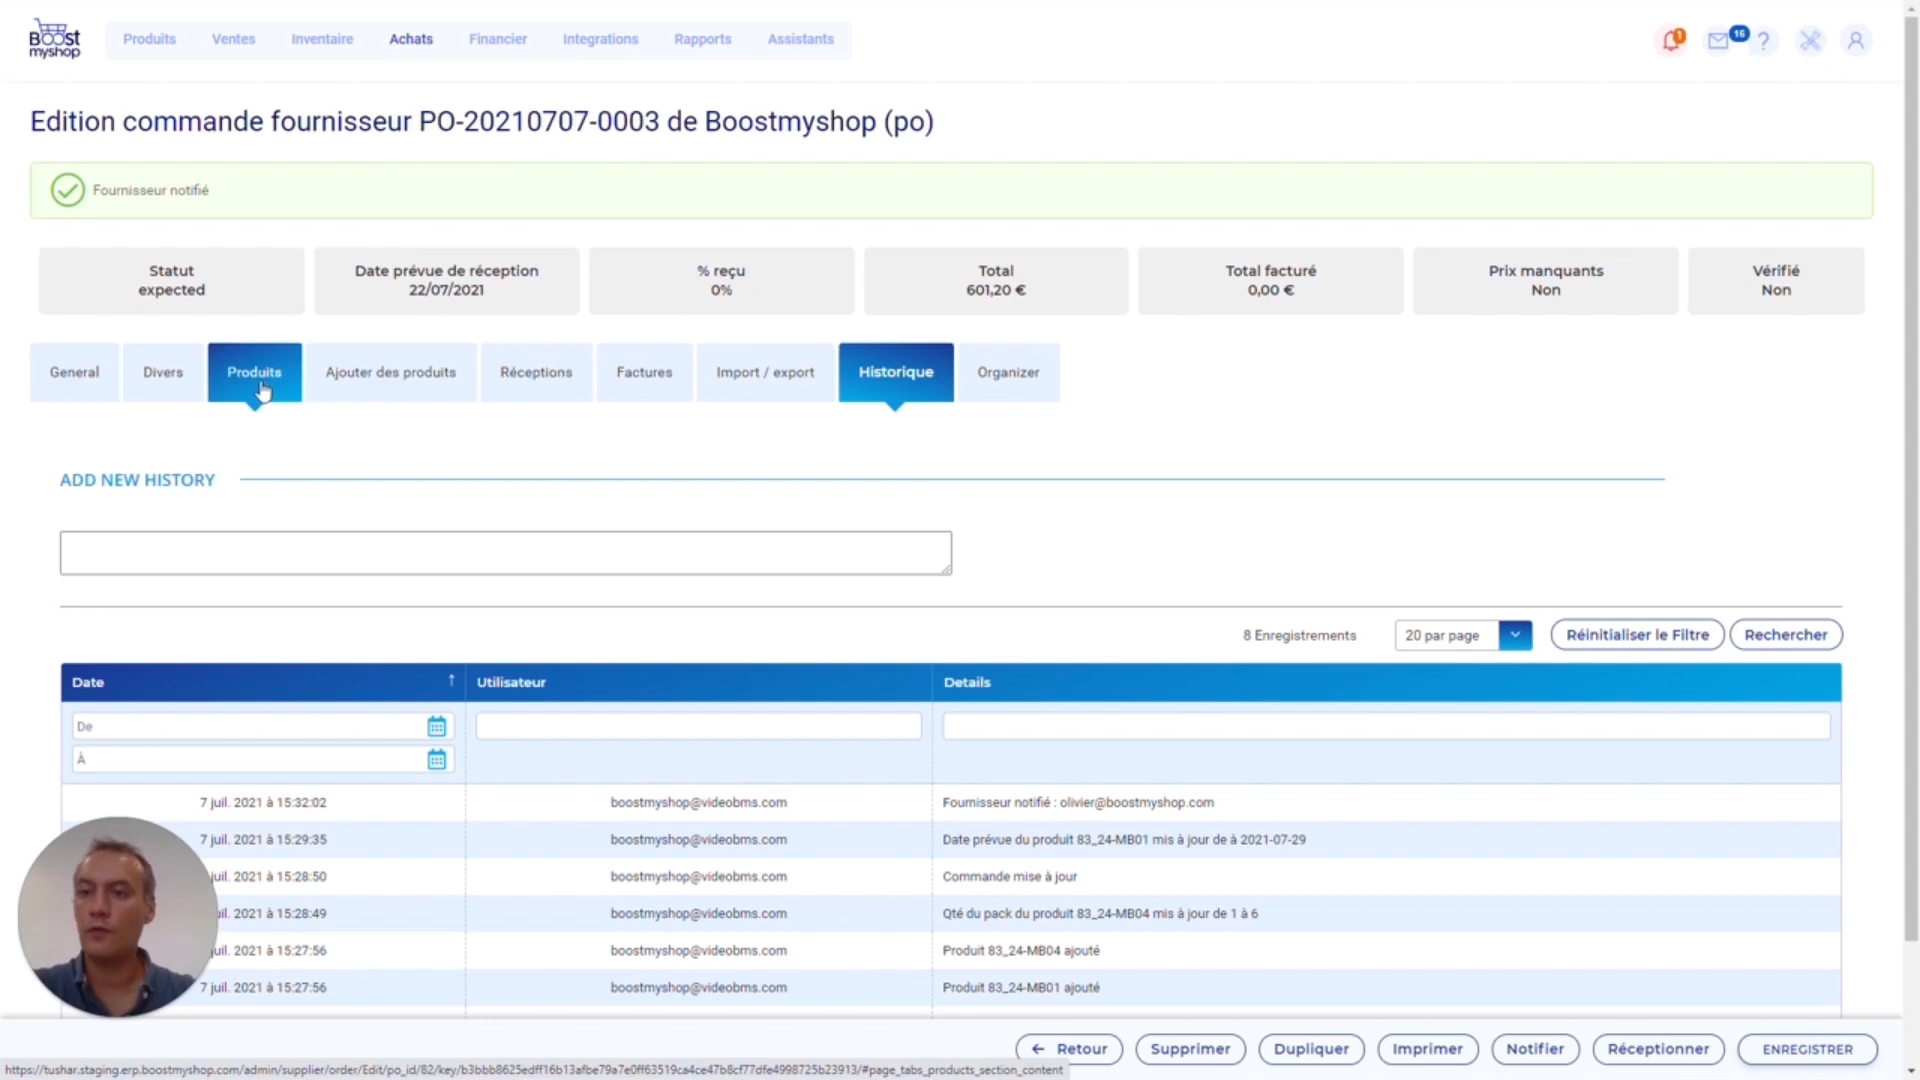 Boost
myshop
Produits
Ventes
Inventaire
Achats
Financier
Integrations
Rapports
Assistants
1
16
?
Edition commande fournisseur PO-20210707-0003 de Boostmyshop (po)
Fournisseur notifié
Statut
expected
Date prévue de réception
22/07/2021
% reçu
0%
Total
601,20 €
Total facturé
0,00 €
Prix manquants
Non
Vérifié
Non
General
Divers
Produits
Ajouter des produits
Réceptions
Factures
Import / export
Historique
Organizer
ADD NEW HISTORY
8 Enregistrements
20 par page
Réinitialiser le Filtre
Rechercher
Date ↑
Utilisateur
Details
De
À
7 juil. 2021 à 15:32:02
boostmyshop@videobms.com
Fournisseur notifié : olivier@boostmyshop.com
7 juil. 2021 à 15:29:35
boostmyshop@videobms.com
Date prévue du produit 83_24-MB01 mis à jour de à 2021-07-29
juil. 2021 à 15:28:50
boostmyshop@videobms.com
Commande mise à jour
juil. 2021 à 15:28:49
boostmyshop@videobms.com
Qté du pack du produit 83_24-MB04 mis à jour de 1 à 6
juil. 2021 à 15:27:56
boostmyshop@videobms.com
Produit 83_24-MB04 ajouté
7 juil. 2021 à 15:27:56
boostmyshop@videobms.com
Produit 83_24-MB01 ajouté
← Retour
Supprimer
Dupliquer
Imprimer
Notifier
Réceptionner
ENREGISTRER
https://tushar.staging.erp.boostmyshop.com/admin/supplier/order/Edit/po_id/82/key/b3bbb8625edff16b13afbe79a7e0ff63519ca4ce47b8cf77dfe4998725b23913/#page_tabs_products_section_content